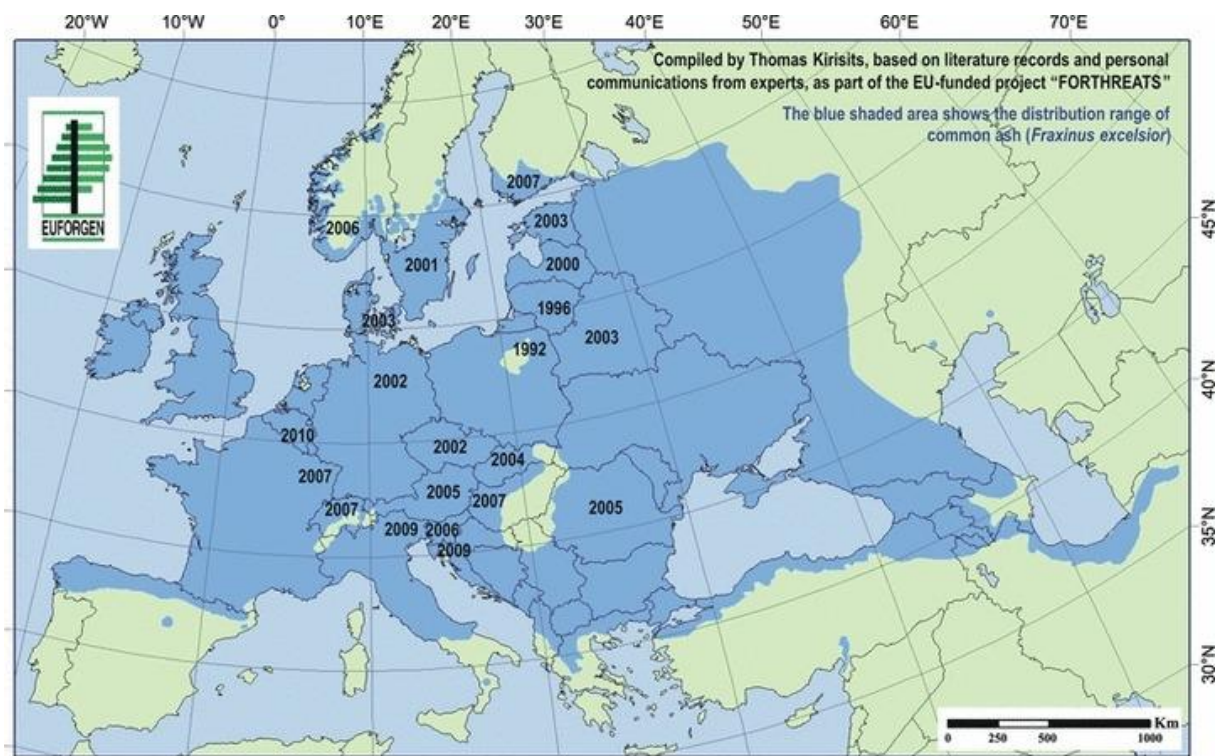 20°W 10°W 0° 10°E 20°E 30°E 40°E 50°E 60°E 70°E
Compiled by Thomas Kirisits, based on literature records and personal
communications from experts, as part of the EU-funded project “FORTHREATS”
The blue shaded area shows the distribution range of
common ash (Fraxinus excelsior)
EUFORGEN
2007
2003
2006
2001
2000
45°N
1996
2003
2003
1992
2002
40°N
2010
2002
2004
2007
2005
2007
2005
2007
2009
2006
2009
35°N
30°N
Km
0 250 500 1000